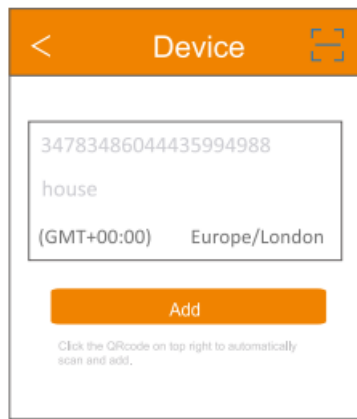 < Device
34783486044435994988
house
(GMT+00:00) Europe/London
Add
Click the QRcode on top right to automatically
scan and add.